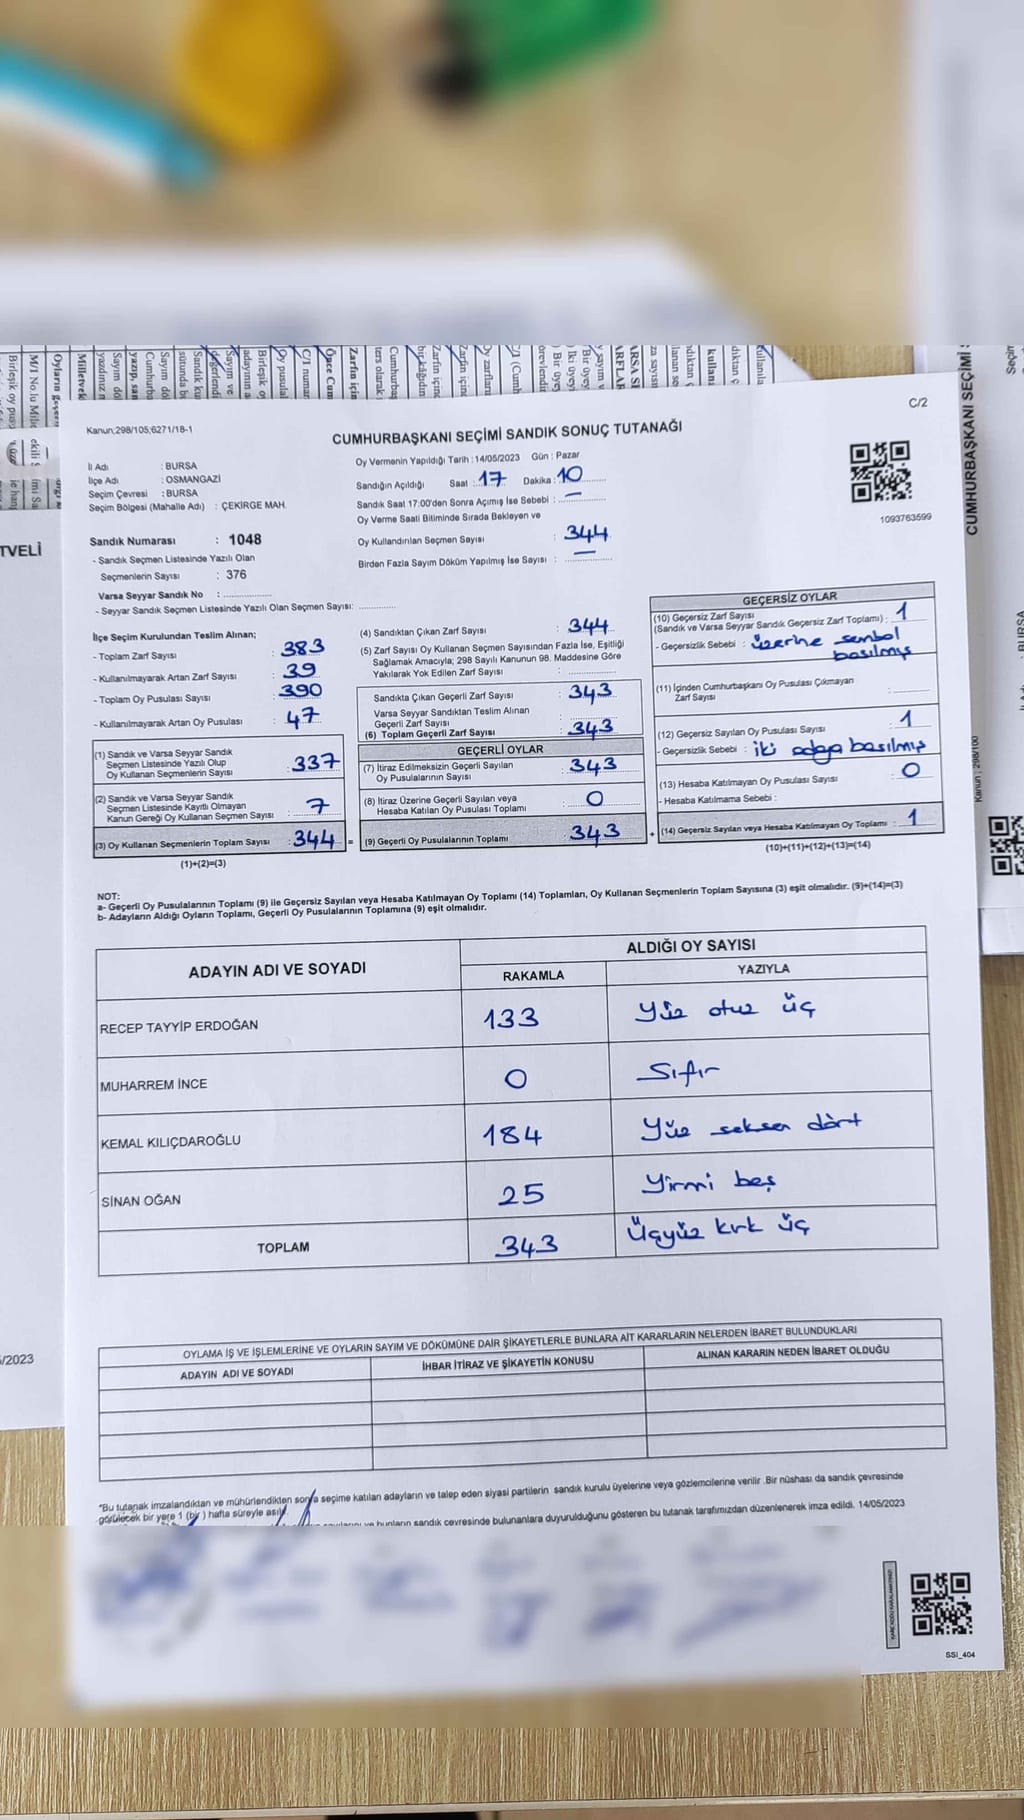 C/2
Kanun;298/105;6271/18-1
CUMHURBAŞKANI SEÇİMİ SANDIK SONUÇ TUTANAĞI
İl Adı : BURSA
İlçe Adı : OSMANGAZİ
Seçim Çevresi : BURSA
Seçim Bölgesi (Mahalle Adı) : ÇEKİRGE MAH.
Oy Vermenin Yapıldığı Tarih : 14/05/2023 Gün : Pazar
Sandığın Açıldığı Saat : 17 Dakika : 10
Sandık Saat 17:00'den Sonra Açımış İse Sebebi : —
Oy Verme Saati Bitiminde Sırada Bekleyen ve
Oy Kullandırılan Seçmen Sayısı : 344
Birden Fazla Sayım Döküm Yapılmış İse Sayısı : —
1093763599
Sandık Numarası : 1048
- Sandık Seçmen Listesinde Yazılı Olan
Seçmenlerin Sayısı : 376
Varsa Seyyar Sandık No : ..............
- Seyyar Sandık Seçmen Listesinde Yazılı Olan Seçmen Sayısı: ............
İlçe Seçim Kurulundan Teslim Alınan;
- Toplam Zarf Sayısı : 383
- Kullanılmayarak Artan Zarf Sayısı : 39
- Toplam Oy Pusulası Sayısı : 390
- Kullanılmayarak Artan Oy Pusulası : 47
(1) Sandık ve Varsa Seyyar Sandık
Seçmen Listesinde Yazılı Olup
Oy Kullanan Seçmenlerin Sayısı : 337
(2) Sandık ve Varsa Seyyar Sandık
Seçmen Listesinde Kayıtlı Olmayan
Kanun Gereği Oy Kullanan Seçmen Sayısı : 7
(3) Oy Kullanan Seçmenlerin Toplam Sayısı : 344 =
(1)+(2)=(3)
(4) Sandıktan Çıkan Zarf Sayısı : 344
(5) Zarf Sayısı Oy Kullanan Seçmen Sayısından Fazla İse, Eşitliği
Sağlamak Amacıyla; 298 Sayılı Kanunun 98. Maddesine Göre
Yakılarak Yok Edilen Zarf Sayısı : ............
Sandıkta Çıkan Geçerli Zarf Sayısı : 343
Varsa Seyyar Sandıktan Teslim Alınan
Geçerli Zarf Sayısı : ............
(6) Toplam Geçerli Zarf Sayısı : 343
GEÇERLİ OYLAR
(7) İtiraz Edilmeksizin Geçerli Sayılan
Oy Pusulalarının Sayısı : 343
(8) İtiraz Üzerine Geçerli Sayılan veya
Hesaba Katılan Oy Pusulası Toplamı : 0
(9) Geçerli Oy Pusulalarının Toplamı : 343 +
GEÇERSİZ OYLAR
(10) Geçersiz Zarf Sayısı
(Sandık ve Varsa Seyyar Sandık Geçersiz Zarf Toplamı) : 1
- Geçersizlik Sebebi : üzerine sembol
basılmış
(11) İçinden Cumhurbaşkanı Oy Pusulası Çıkmayan
Zarf Sayısı : ............
(12) Geçersiz Sayılan Oy Pusulası Sayısı : 1
- Geçersizlik Sebebi : iki adaya basılmış
(13) Hesaba Katılmayan Oy Pusulası Sayısı : 0
- Hesaba Katılmama Sebebi :
(14) Geçersiz Sayılan veya Hesaba Katılmayan Oy Toplamı : 1
(10)+(11)+(12)+(13)=(14)
NOT:
a- Geçerli Oy Pusulalarının Toplamı (9) ile Geçersiz Sayılan veya Hesaba Katılmayan Oy Toplamı (14) Toplamları, Oy Kullanan Seçmenlerin Toplam Sayısına (3) eşit olmalıdır. (9)+(14)=(3)
b- Adayların Aldığı Oyların Toplamı, Geçerli Oy Pusulalarının Toplamına (9) eşit olmalıdır.
ADAYIN ADI VE SOYADI
ALDIĞI OY SAYISI
RAKAMLA YAZIYLA
RECEP TAYYİP ERDOĞAN 133 Yüz otuz üç
MUHARREM İNCE 0 Sıfır
KEMAL KILIÇDAROĞLU 184 Yüz seksen dört
SİNAN OĞAN 25 Yirmi beş
TOPLAM 343 Üçyüz kırk üç
OYLAMA İŞ VE İŞLEMLERİNE VE OYLARIN SAYIM VE DÖKÜMÜNE DAİR ŞİKAYETLERLE BUNLARA AİT KARARLARIN NELERDEN İBARET BULUNDUKLARI
ADAYIN ADI VE SOYADI İHBAR İTİRAZ VE ŞİKAYETİN KONUSU ALINAN KARARIN NEDEN İBARET OLDUĞU
*Bu tutanak imzalandıktan ve mühürlendikten sonra seçime katılan adayların ve talep eden siyasi partilerin sandık kurulu üyelerine veya gözlemcilerine verilir .Bir nüshası da sandık çevresinde
görülecek bir yere 1 (bir ) hafta süreyle asılır.
ve bunların sandık çevresinde bulunanlara duyurulduğunu gösteren bu tutanak tarafımızdan düzenlenerek imza edildi. 14/05/2023
SSI_404
TVELİ
/2023
CUMHURBAŞKANI SEÇİMİ
Kanun ; 298/100
: BURSA